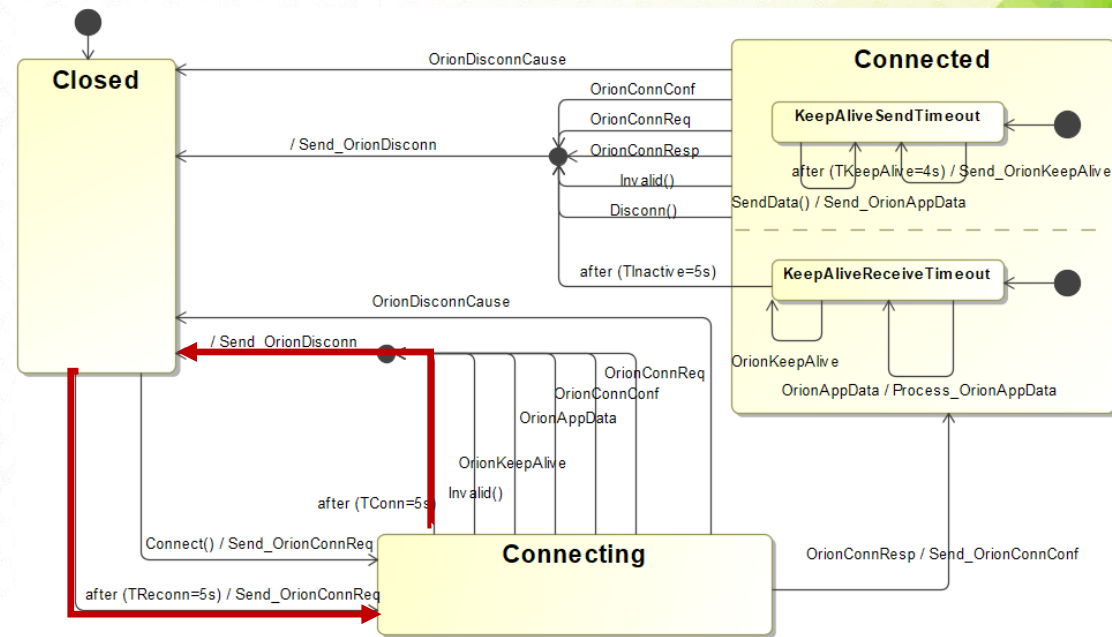 Closed
OrionDisconnCause
Connected
OrionConnConf
KeepAliveSendTimeout
OrionConnReq
/ Send_OrionDisconn
OrionConnResp
after (TKeepAlive=4s) / Send_OrionKeepAlive
Invalid()
SendData() / Send_OrionAppData
Disconn()
after (TInactive=5s)
KeepAliveReceiveTimeout
OrionDisconnCause
/ Send_OrionDisconn
OrionKeepAlive
OrionConnReq
OrionAppData / Process_OrionAppData
OrionConnConf
OrionAppData
OrionKeepAlive
Invalid()
after (TConn=5s)
Connect() / Send_OrionConnReq
Connecting
OrionConnResp / Send_OrionConnConf
after (TReconn=5s) / Send_OrionConnReq